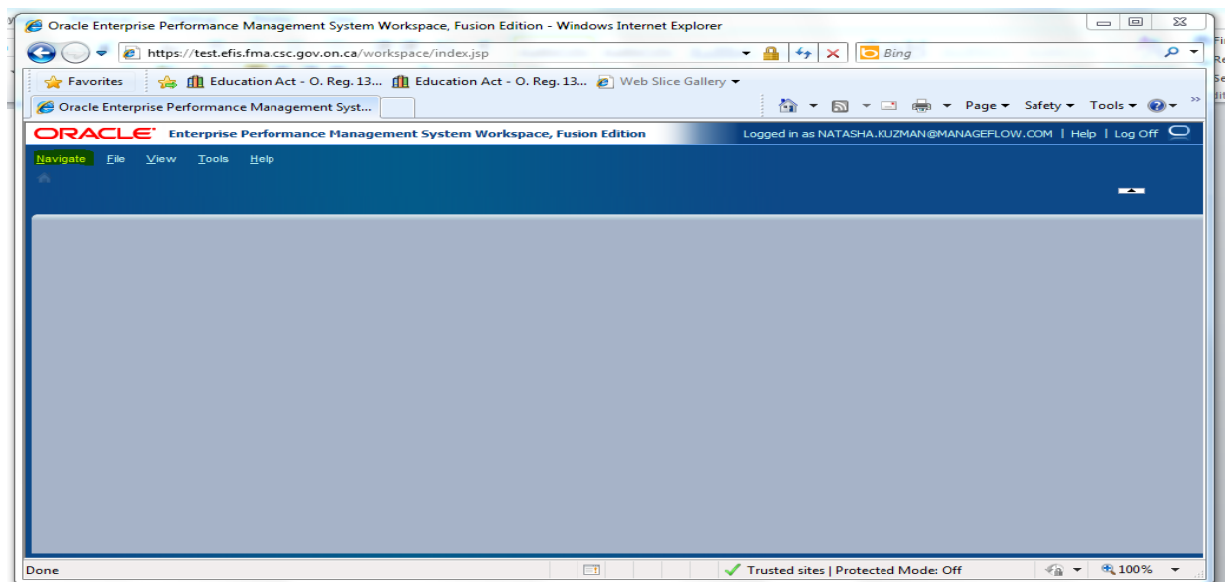 Oracle Enterprise Performance Management System Workspace, Fusion Edition - Windows Internet Explorer
https://test.efis.fma.csc.gov.on.ca/workspace/index.jsp
Bing
Favorites Education Act - O. Reg. 13... Education Act - O. Reg. 13... Web Slice Gallery
Oracle Enterprise Performance Management Syst...
Page Safety Tools
ORACLE Enterprise Performance Management System Workspace, Fusion Edition
Logged in as NATASHA.KUZMAN@MANAGEFLOW.COM | Help | Log Off
Navigate File View Tools Help
Done
Trusted sites | Protected Mode: Off
100%